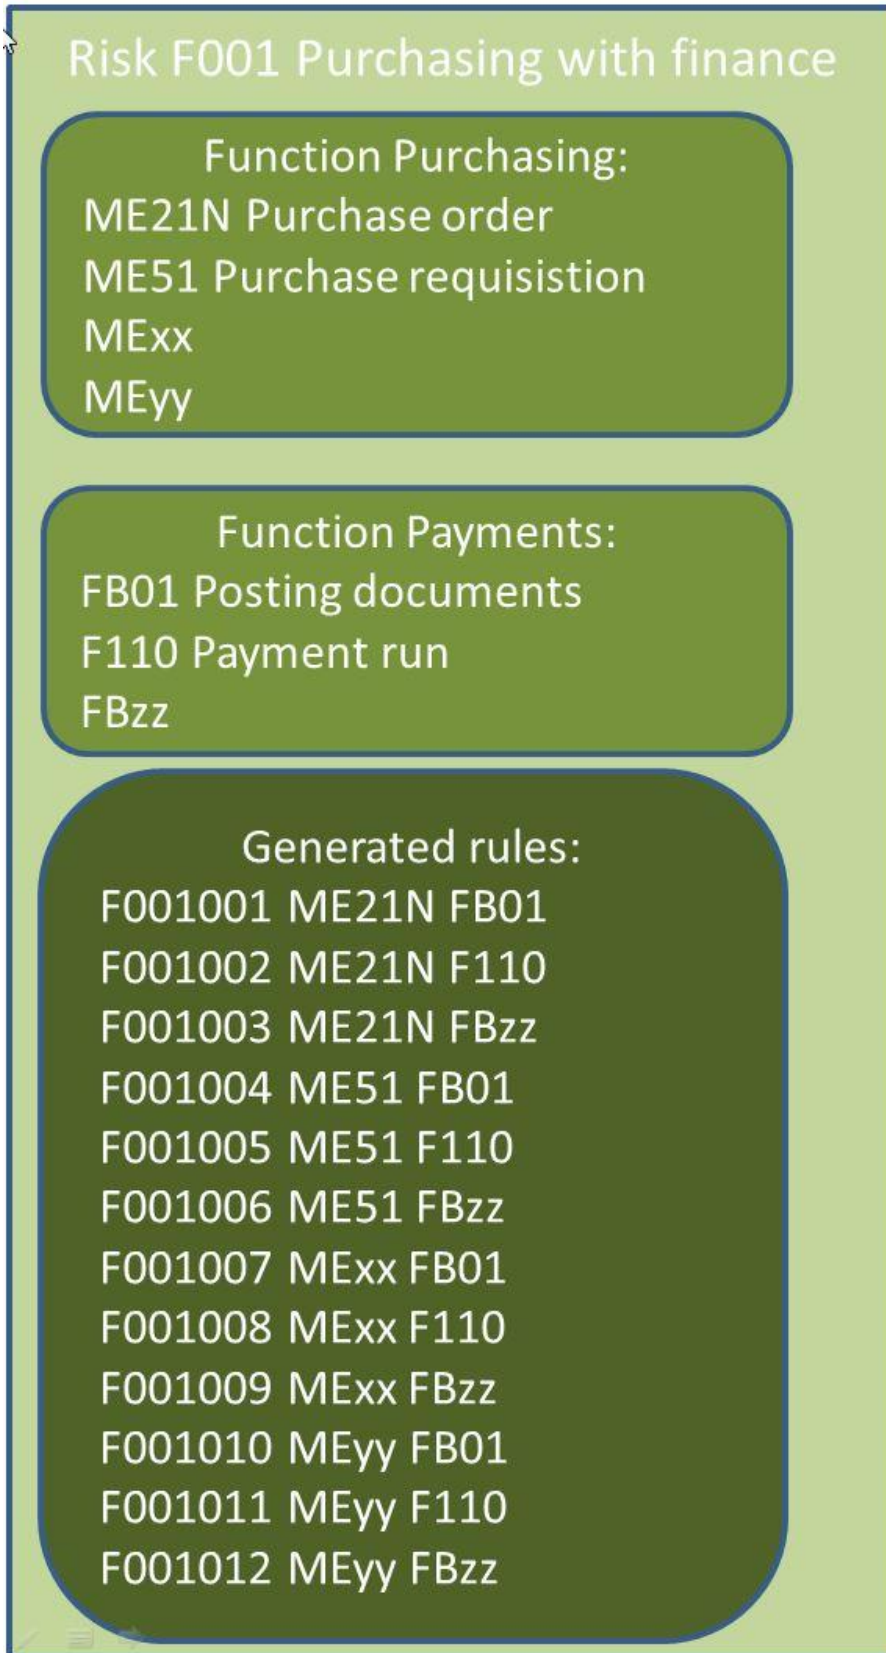 Risk F001 Purchasing with finance
Function Purchasing:
ME21N Purchase order
ME51 Purchase requisistion
MExx
MEyy
Function Payments:
FB01 Posting documents
F110 Payment run
FBzz
Generated rules:
F001001 ME21N FB01
F001002 ME21N F110
F001003 ME21N FBzz
F001004 ME51 FB01
F001005 ME51 F110
F001006 ME51 FBzz
F001007 MExx FB01
F001008 MExx F110
F001009 MExx FBzz
F001010 MEyy FB01
F001011 MEyy F110
F001012 MEyy FBzz